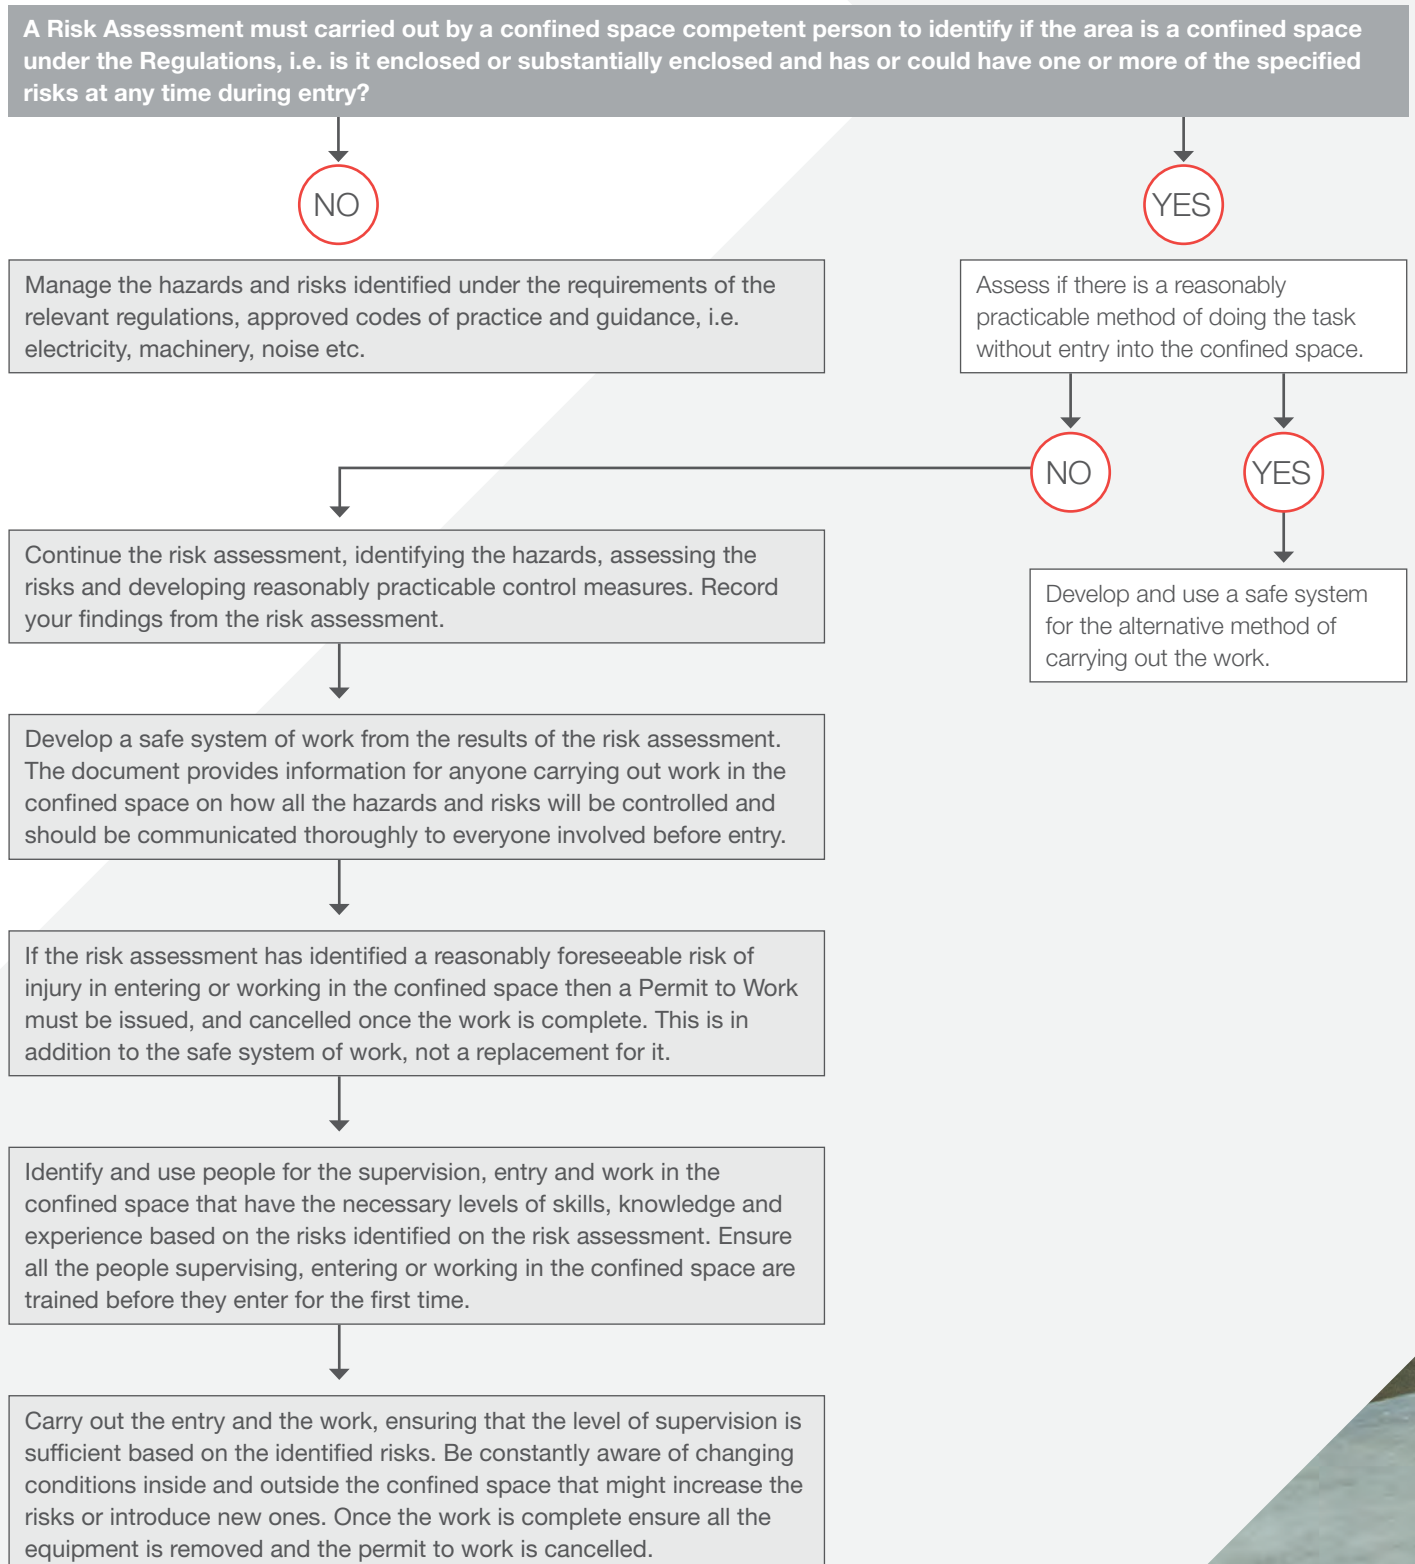 A Risk Assessment must carried out by a confined space competent person to identify if the area is a confined space
under the Regulations, i.e. is it enclosed or substantially enclosed and has or could have one or more of the specified
risks at any time during entry?
NO
YES
Manage the hazards and risks identified under the requirements of the
relevant regulations, approved codes of practice and guidance, i.e.
electricity, machinery, noise etc.
Assess if there is a reasonably
practicable method of doing the task
without entry into the confined space.
NO
YES
Continue the risk assessment, identifying the hazards, assessing the
risks and developing reasonably practicable control measures. Record
your findings from the risk assessment.
Develop and use a safe system
for the alternative method of
carrying out the work.
Develop a safe system of work from the results of the risk assessment.
The document provides information for anyone carrying out work in the
confined space on how all the hazards and risks will be controlled and
should be communicated thoroughly to everyone involved before entry.
If the risk assessment has identified a reasonably foreseeable risk of
injury in entering or working in the confined space then a Permit to Work
must be issued, and cancelled once the work is complete. This is in
addition to the safe system of work, not a replacement for it.
Identify and use people for the supervision, entry and work in the
confined space that have the necessary levels of skills, knowledge and
experience based on the risks identified on the risk assessment. Ensure
all the people supervising, entering or working in the confined space are
trained before they enter for the first time.
Carry out the entry and the work, ensuring that the level of supervision is
sufficient based on the identified risks. Be constantly aware of changing
conditions inside and outside the confined space that might increase the
risks or introduce new ones. Once the work is complete ensure all the
equipment is removed and the permit to work is cancelled.